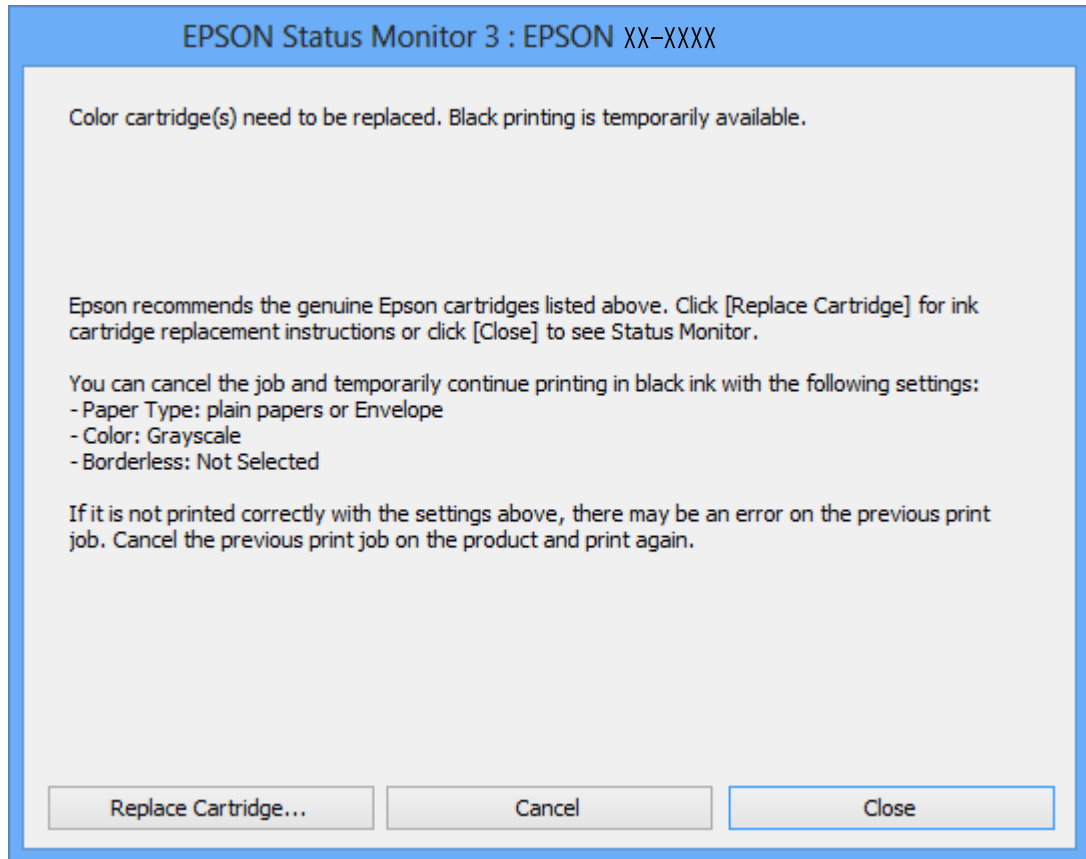 EPSON Status Monitor 3 : EPSON XX-XXXX
Color cartridge(s) need to be replaced. Black printing is temporarily available.
Epson recommends the genuine Epson cartridges listed above. Click [Replace Cartridge] for ink
cartridge replacement instructions or click [Close] to see Status Monitor.
You can cancel the job and temporarily continue printing in black ink with the following settings:
- Paper Type: plain papers or Envelope
- Color: Grayscale
- Borderless: Not Selected
If it is not printed correctly with the settings above, there may be an error on the previous print
job. Cancel the previous print job on the product and print again.
Replace Cartridge...
Cancel
Close